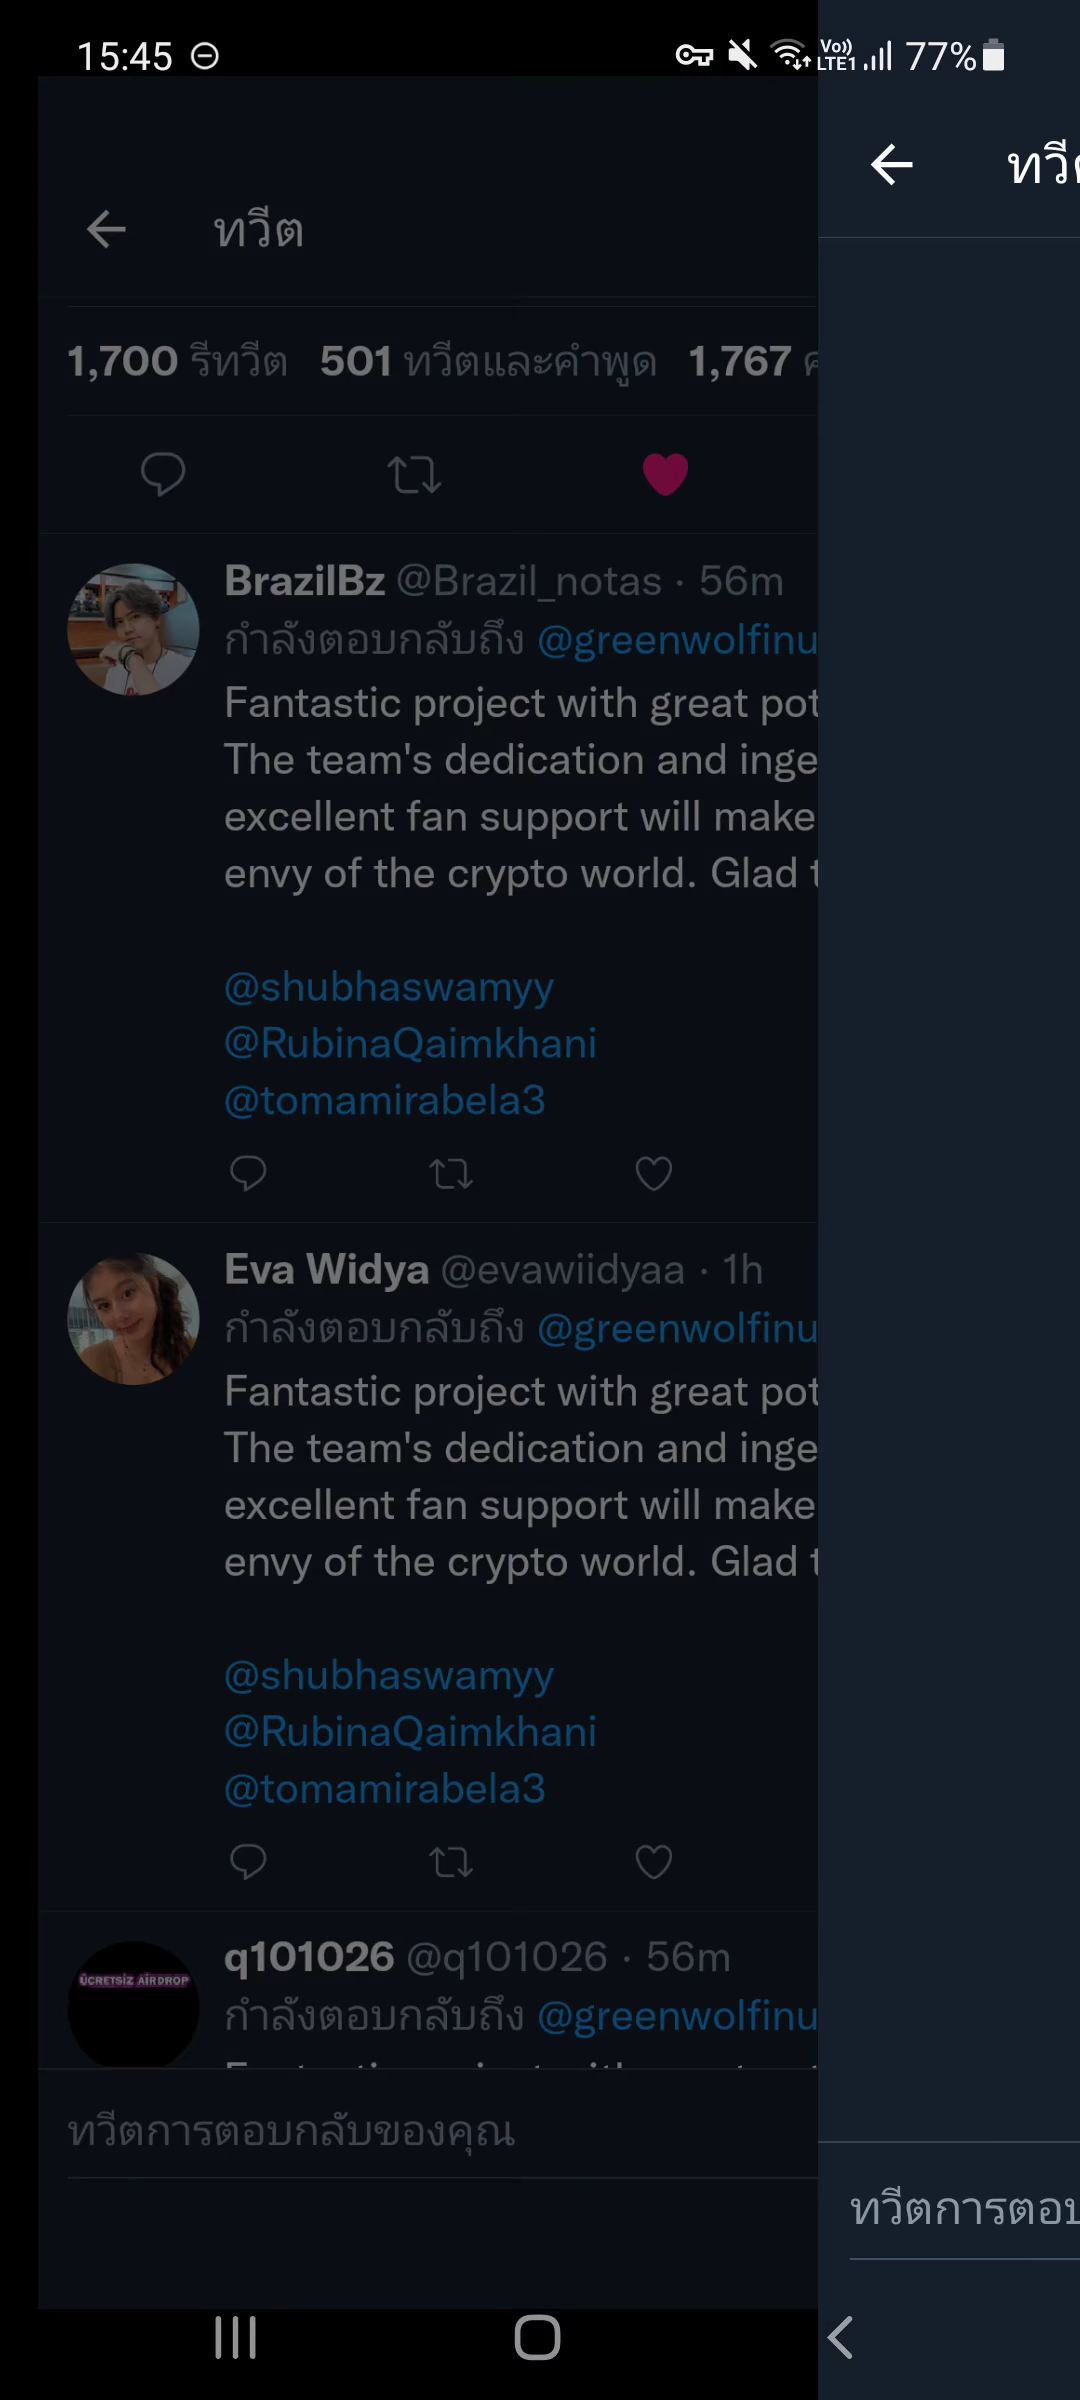 15:45 Vo)) LTE1 77%
ทวีต
1,700 รีทวีต 501 ทวีตและคำพูด 1,767
BrazilBz @Brazil_notas · 56m
กำลังตอบกลับถึง @greenwolfinu
Fantastic project with great pot
The team's dedication and inge
excellent fan support will make
envy of the crypto world. Glad t
@shubhaswamyy
@RubinaQaimkhani
@tomamirabela3
Eva Widya @evawiidyaa · 1h
กำลังตอบกลับถึง @greenwolfinu
Fantastic project with great pot
The team's dedication and inge
excellent fan support will make
envy of the crypto world. Glad t
@shubhaswamyy
@RubinaQaimkhani
@tomamirabela3
ÜCRETSİZ AİRDROP
q101026 @q101026 · 56m
กำลังตอบกลับถึง @greenwolfinu
ทวีตการตอบกลับของคุณ
ทวีต
ทวีตการตอบ